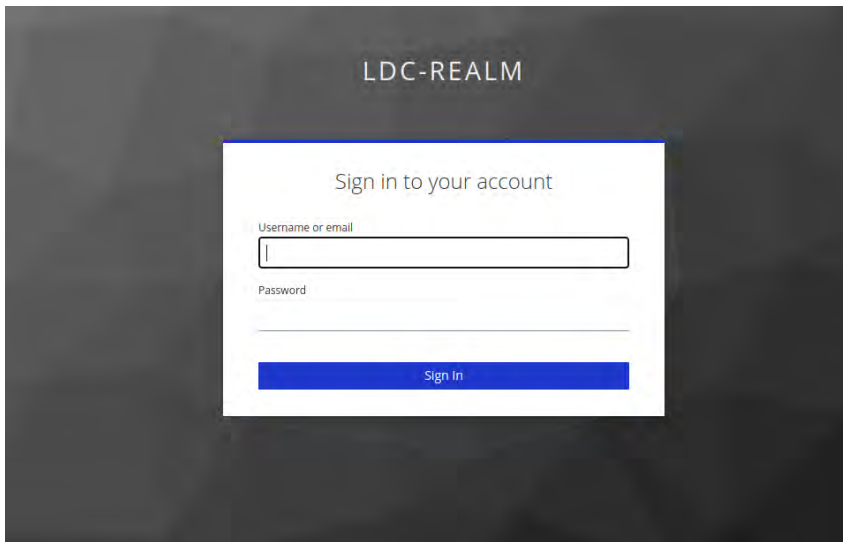 LDC-REALM
Sign in to your account
Username or email
Password
Sign In